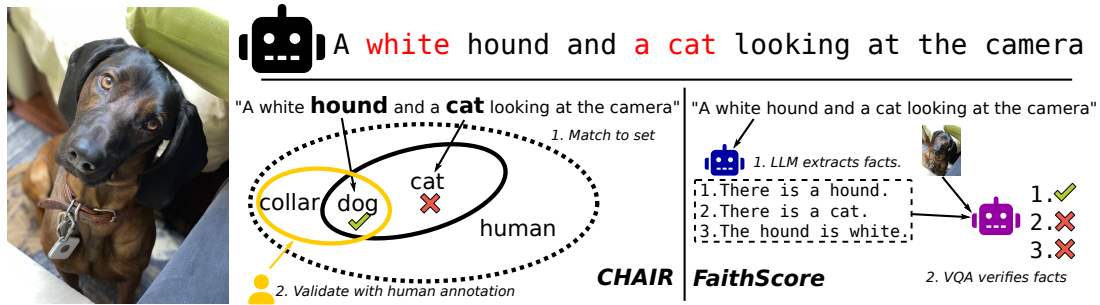 A white hound and a cat looking at the camera
"A white hound and a cat looking at the camera"
1. Match to set
collar
dog
cat
human
2. Validate with human annotation
CHAIR
"A white hound and a cat looking at the camera"
1. LLM extracts facts.
1.There is a hound.
2.There is a cat.
3.The hound is white.
1.
2.
3.
2. VQA verifies facts
FaithScore